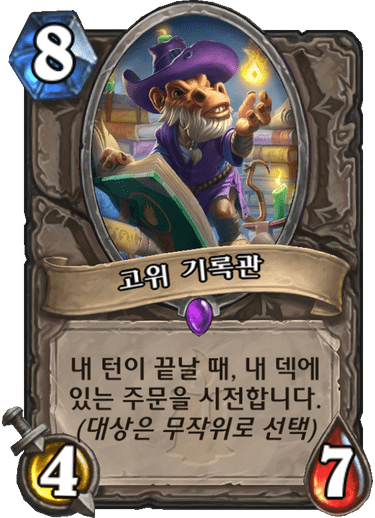 8
고위 기록관
내 턴이 끝날 때, 내 덱에
있는 주문을 시전합니다.
(대상은 무작위로 선택)
4
7